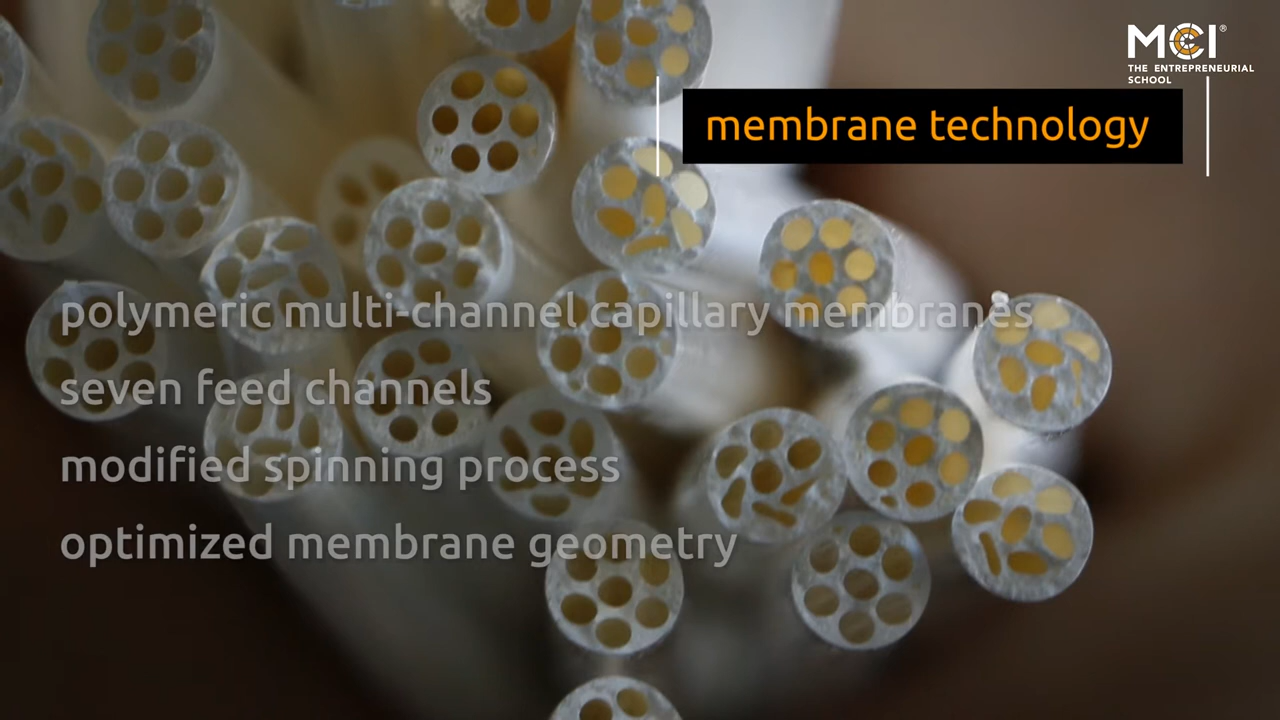 MCI®
THE ENTREPRENEURIAL
SCHOOL
membrane technology
polymeric multi-channel capillary membranes
seven feed channels
modified spinning process
optimized membrane geometry